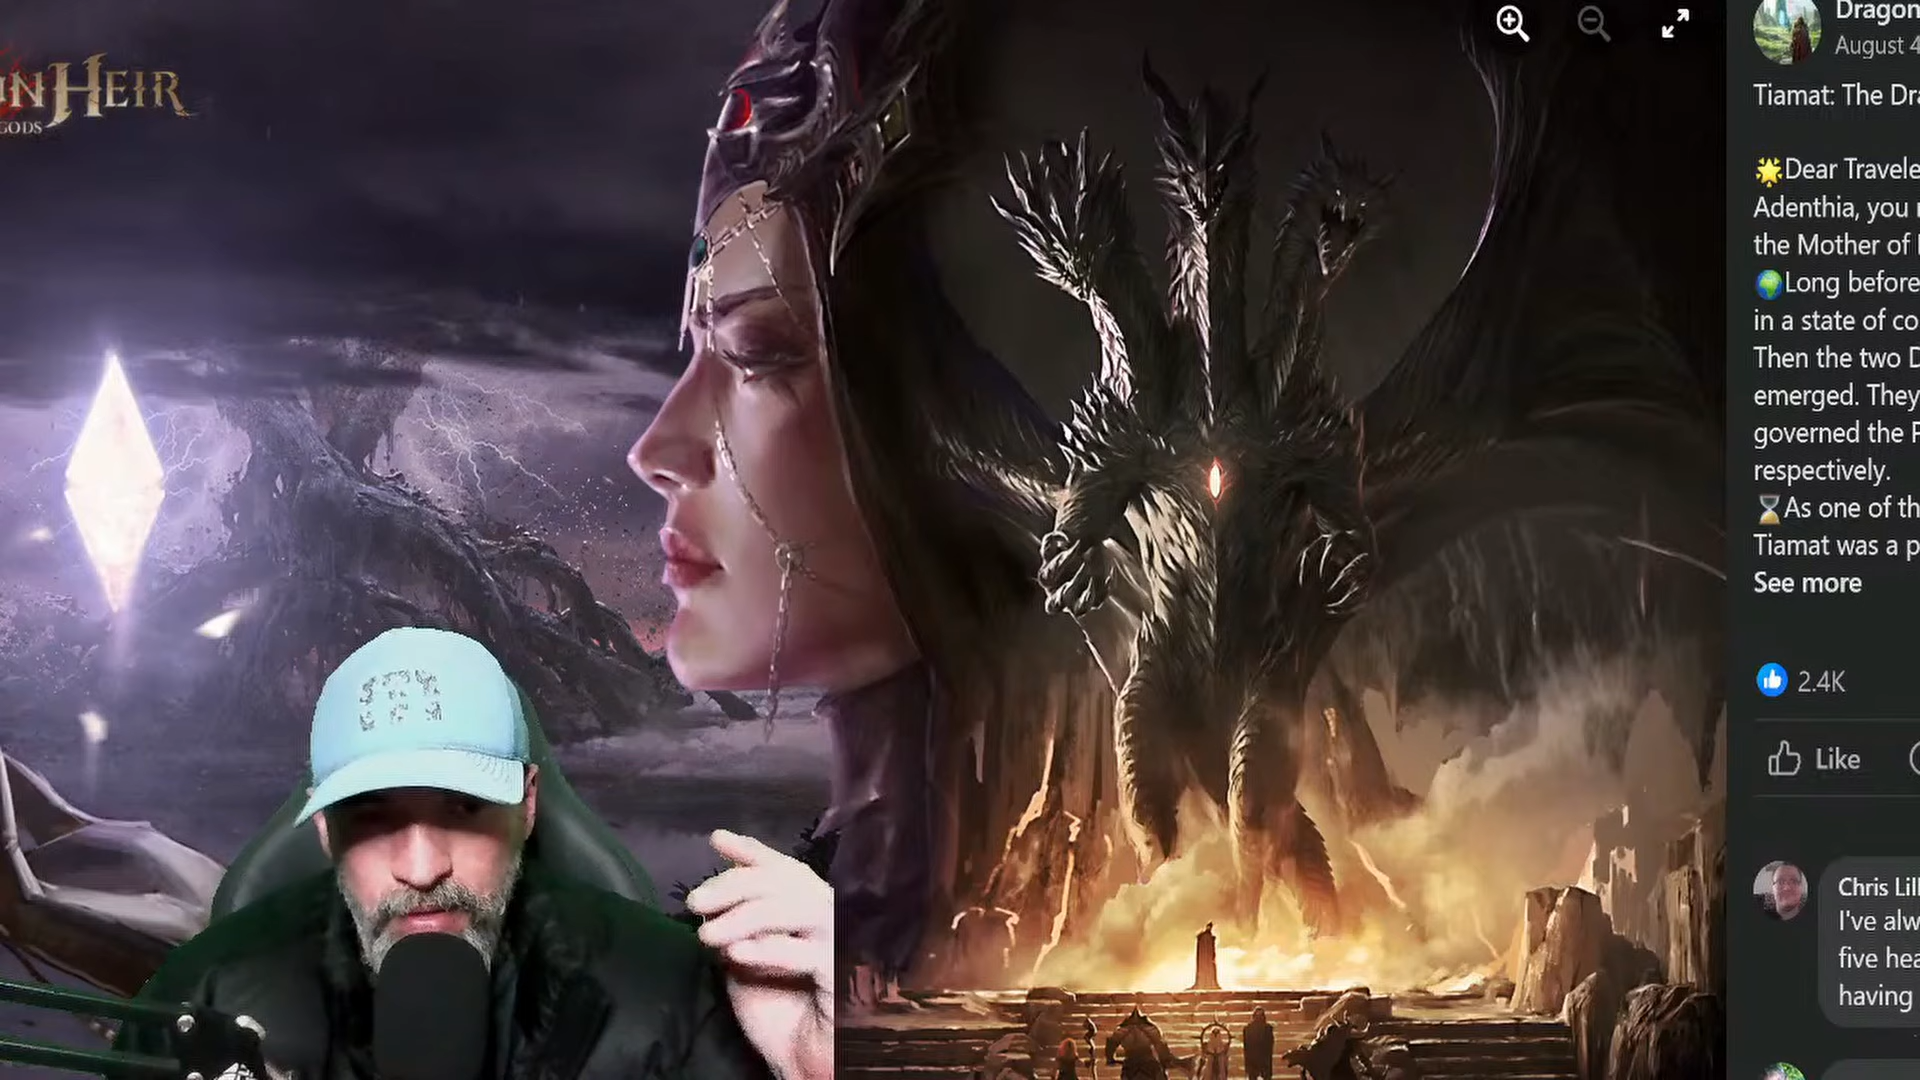 INHEIR
GODS
Dragon
August 4
Tiamat: The Dra
Dear Travele
Adenthia, you
the Mother of
Long before
in a state of co
Then the two D
emerged. They
governed the P
respectively.
As one of th
Tiamat was a p
See more
2.4K
Like
Chris Lill
I've alw
five hea
having